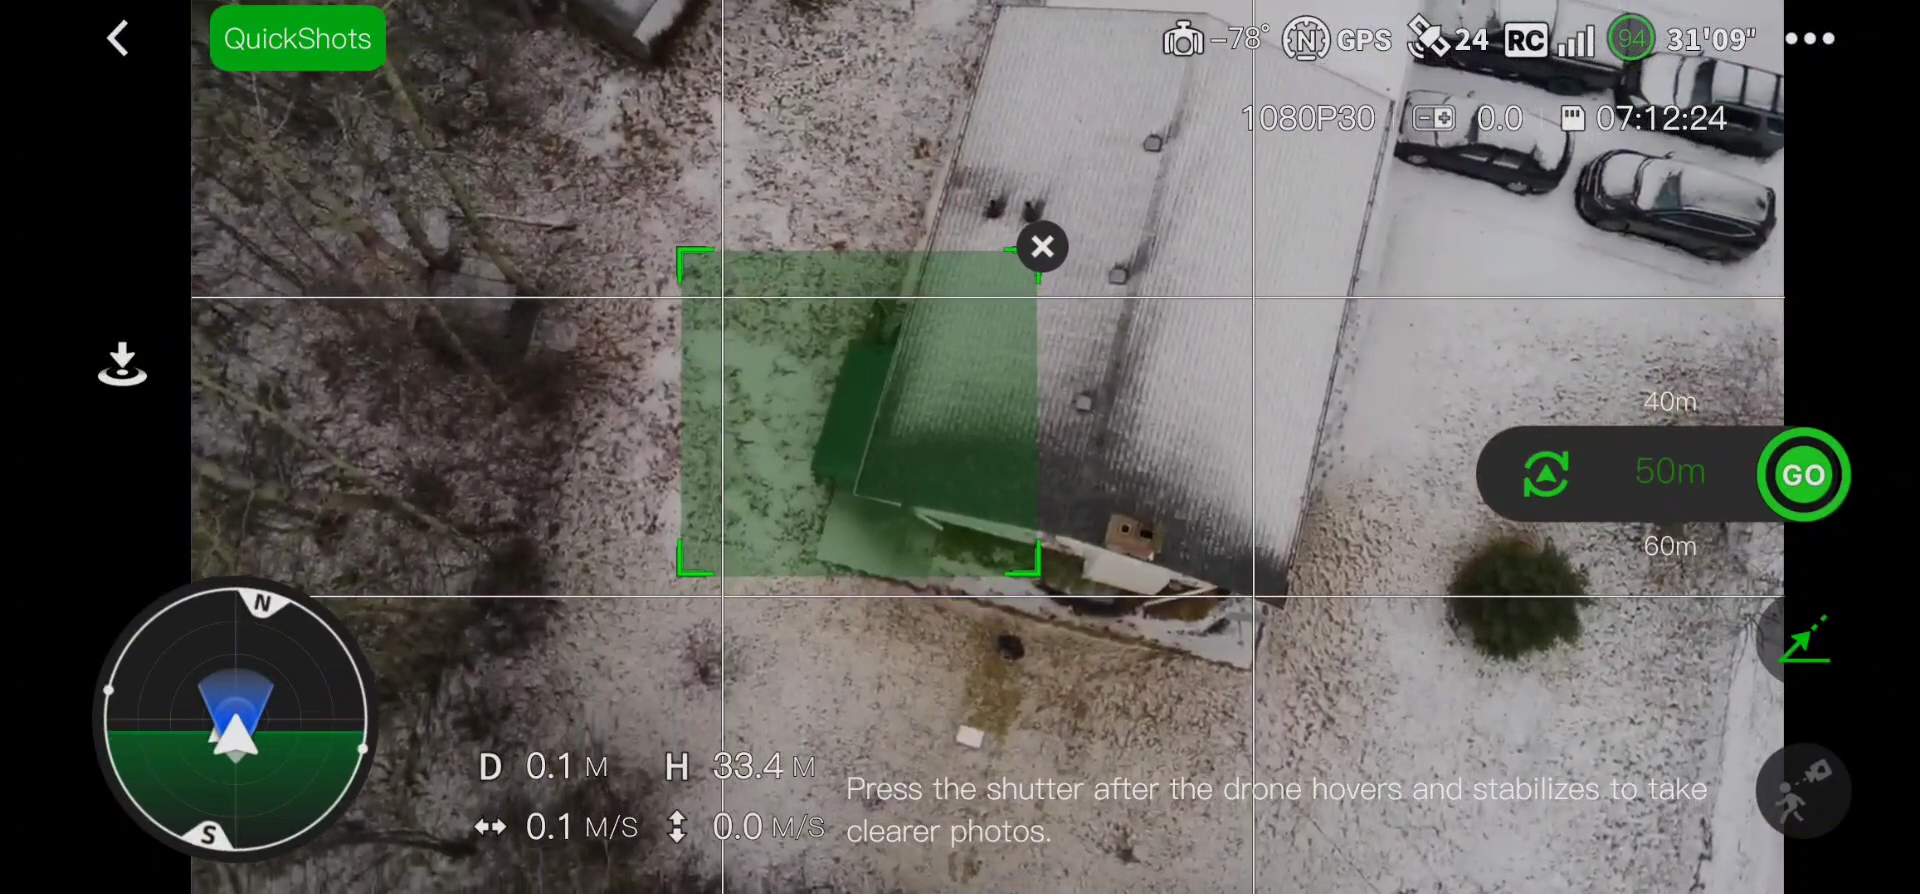 QuickShots
-78° N GPS 24 RC 94 31'09"
1080P30 0.0 07:12:24
40m
50m GO
60m
N
S
D 0.1 M H 33.4 M
0.1 M/S 0.0 M/S
Press the shutter after the drone hovers and stabilizes to take
clearer photos.